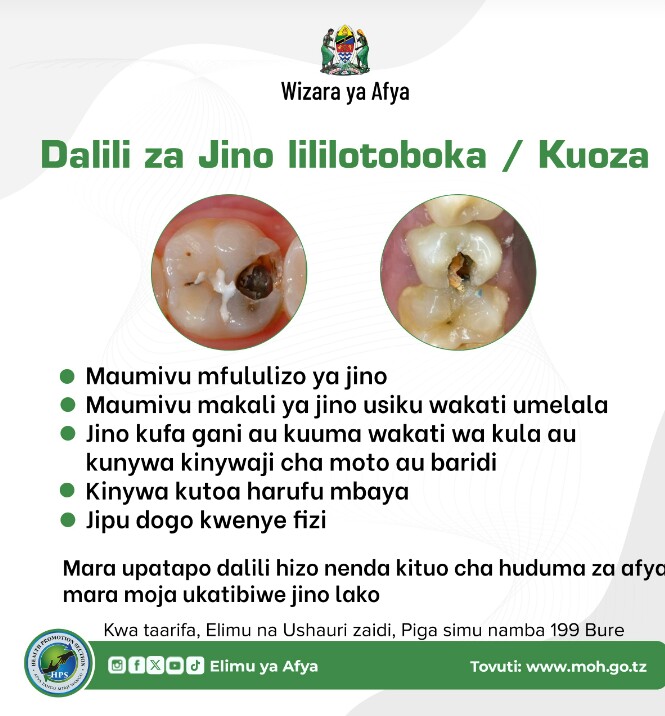 Wizara ya Afya
Dalili za Jino lililotoboka / Kuoza
Maumivu mfululizo ya jino
Maumivu makali ya jino usiku wakati umelala
Jino kufa gani au kuuma wakati wa kula au
kunywa kinywaji cha moto au baridi
Kinywa kutoa harufu mbaya
Jipu dogo kwenye fizi
Mara upatapo dalili hizo nenda kituo cha huduma za afya
mara moja ukatibiwe jino lako
Kwa taarifa, Elimu na Ushauri zaidi, Piga simu namba 199 Bure
HEALTH PROMOTION SECTION
HPS
Elimu ya Afya
Tovuti: www.moh.go.tz